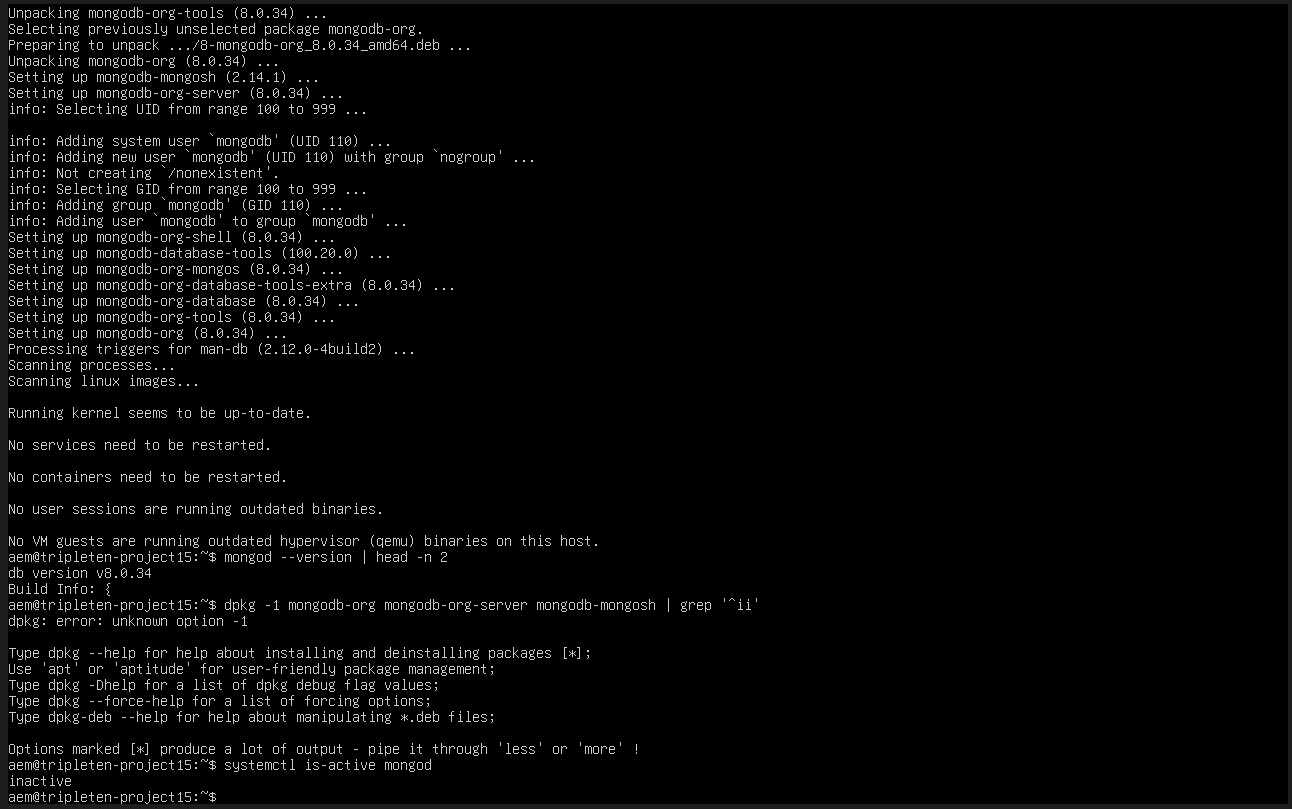 Unpacking mongodb-org-tools (8.0.34) ...
Selecting previously unselected package mongodb-org.
Preparing to unpack .../8-mongodb-org_8.0.34_amd64.deb ...
Unpacking mongodb-org (8.0.34) ...
Setting up mongodb-mongosh (2.14.1) ...
Setting up mongodb-org-server (8.0.34) ...
info: Selecting UID from range 100 to 999 ...

info: Adding system user `mongodb' (UID 110) ...
info: Adding new user `mongodb' (UID 110) with group `nogroup' ...
info: Not creating `/nonexistent'.
info: Selecting GID from range 100 to 999 ...
info: Adding group `mongodb' (GID 110) ...
info: Adding user `mongodb' to group `mongodb' ...
Setting up mongodb-org-shell (8.0.34) ...
Setting up mongodb-database-tools (100.20.0) ...
Setting up mongodb-org-mongos (8.0.34) ...
Setting up mongodb-org-database-tools-extra (8.0.34) ...
Setting up mongodb-org-database (8.0.34) ...
Setting up mongodb-org-tools (8.0.34) ...
Setting up mongodb-org (8.0.34) ...
Processing triggers for man-db (2.12.0-4build2) ...
Scanning processes...
Scanning linux images...

Running kernel seems to be up-to-date.

No services need to be restarted.

No containers need to be restarted.

No user sessions are running outdated binaries.

No VM guests are running outdated hypervisor (qemu) binaries on this host.
aem@tripleten-project15:~$ mongod --version | head -n 2
db version v8.0.34
Build Info: {
aem@tripleten-project15:~$ dpkg -1 mongodb-org mongodb-org-server mongodb-mongosh | grep '^ii'
dpkg: error: unknown option -1

Type dpkg --help for help about installing and deinstalling packages [*];
Use 'apt' or 'aptitude' for user-friendly package management;
Type dpkg -Dhelp for a list of dpkg debug flag values;
Type dpkg --force-help for a list of forcing options;
Type dpkg-deb --help for help about manipulating *.deb files;

Options marked [*] produce a lot of output - pipe it through 'less' or 'more' !
aem@tripleten-project15:~$ systemctl is-active mongod
inactive
aem@tripleten-project15:~$